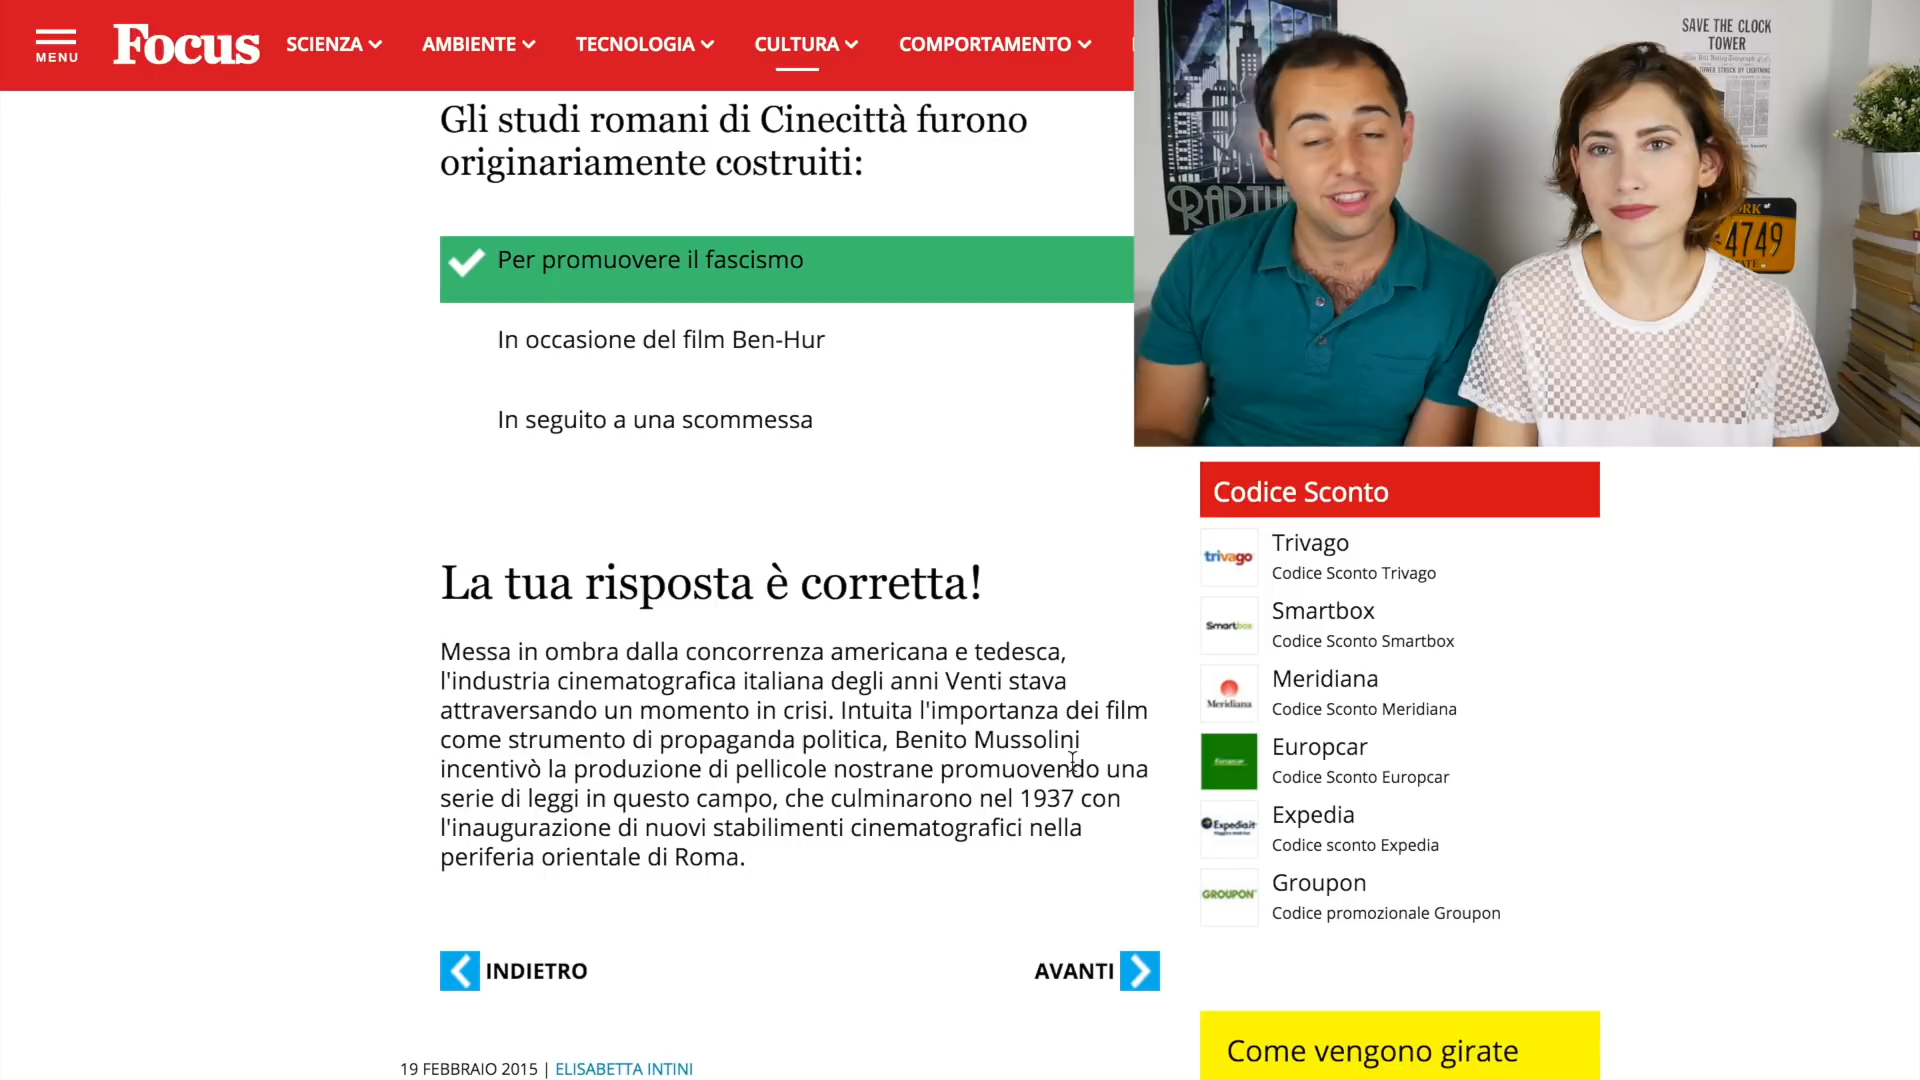 MENU
Focus
SCIENZA
AMBIENTE
TECNOLOGIA
CULTURA
COMPORTAMENTO
SAVE THE CLOCK
TOWER
RAPTU
4749
Gli studi romani di Cinecittà furono
originariamente costruiti:
Per promuovere il fascismo
In occasione del film Ben-Hur
In seguito a una scommessa
La tua risposta è corretta!
Messa in ombra dalla concorrenza americana e tedesca,
l'industria cinematografica italiana degli anni Venti stava
attraversando un momento in crisi. Intuita l'importanza dei film
come strumento di propaganda politica, Benito Mussolini
incentivò la produzione di pellicole nostrane promuovendo una
serie di leggi in questo campo, che culminarono nel 1937 con
l'inaugurazione di nuovi stabilimenti cinematografici nella
periferia orientale di Roma.
INDIETRO
AVANTI
19 FEBBRAIO 2015 | ELISABETTA INTINI
Codice Sconto
trivago
Trivago
Codice Sconto Trivago
Smartbox
Smartbox
Codice Sconto Smartbox
Meridiana
Meridiana
Codice Sconto Meridiana
Europcar
Europcar
Codice Sconto Europcar
Expedia.it
Expedia
Codice sconto Expedia
GROUPON
Groupon
Codice promozionale Groupon
Come vengono girate